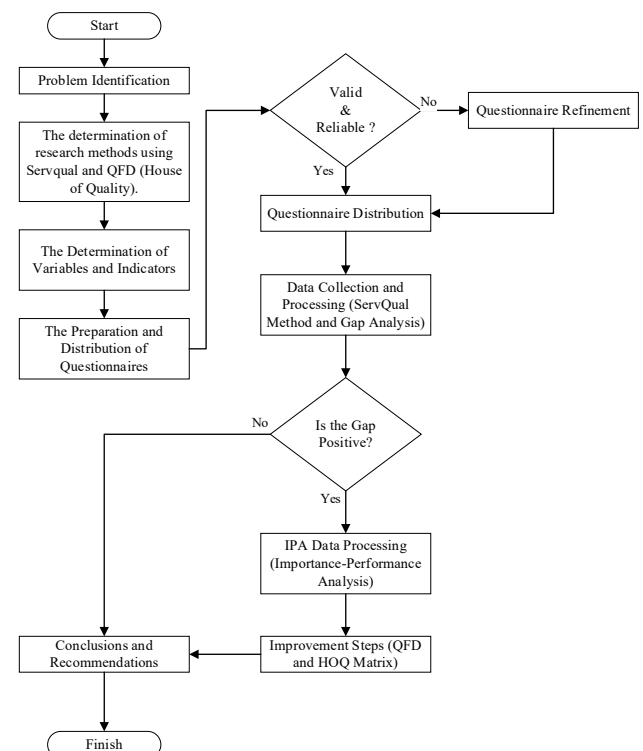 Start
Problem Identification
The determination of
research methods using
Servqual and QFD (House
of Quality).
The Determination of
Variables and Indicators
The Preparation and
Distribution of
Questionnaires
Valid
&
Reliable ?
No
Questionnaire Refinement
Yes
Questionnaire Distribution
Data Collection and
Processing (ServQual
Method and Gap Analysis)
Is the Gap
Positive?
No
Yes
IPA Data Processing
(Importance-Performance
Analysis)
Improvement Steps (QFD
and HOQ Matrix)
Conclusions and
Recommendations
Finish